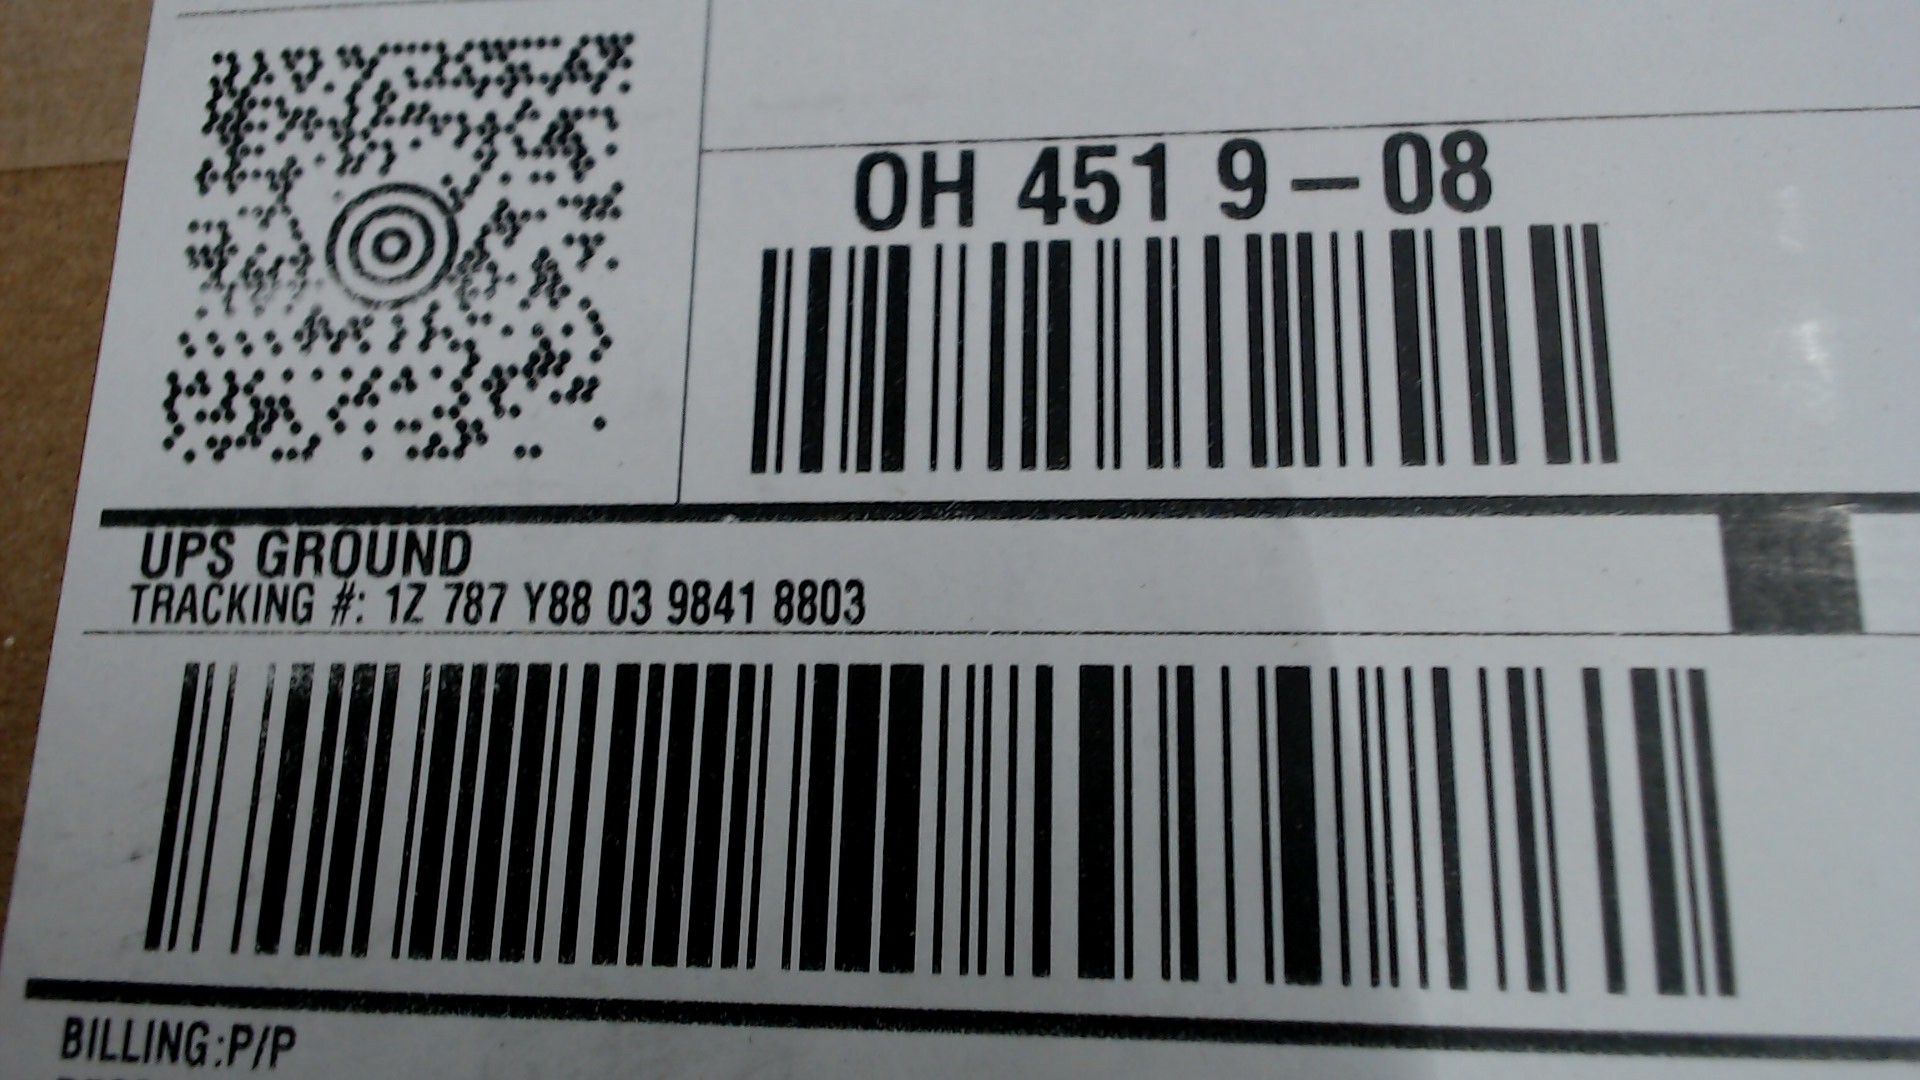 OH 451 9-08
UPS GROUND
TRACKING #: 1Z 787 Y88 03 9841 8803
BILLING:P/P